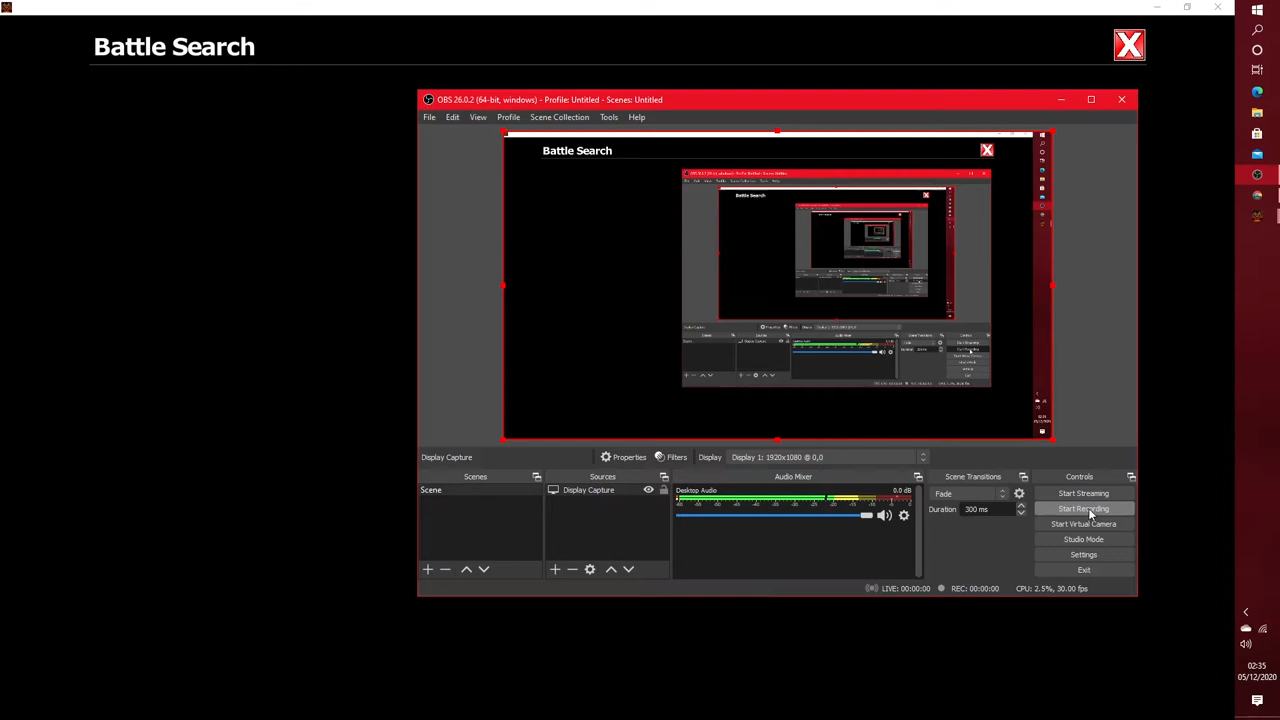 Battle Search
X
OBS 26.0.2 (64-bit, windows) - Profile: Untitled - Scenes: Untitled
File Edit View Profile Scene Collection Tools Help
Battle Search
X
Battle Search
Display Capture Properties Filters Display Display 1: 1920x1080 @ 0,0
Scenes Sources Audio Mixer Scene Transitions Controls
Scene
Display Capture
Desktop Audio 0.0 dB
Fade
Duration 300 ms
Start Streaming
Start Recording
Start Virtual Camera
Studio Mode
Settings
Exit
LIVE: 00:00:00 REC: 00:00:00 CPU: 2.5%, 30.00 fps
02:35
05/12/2020